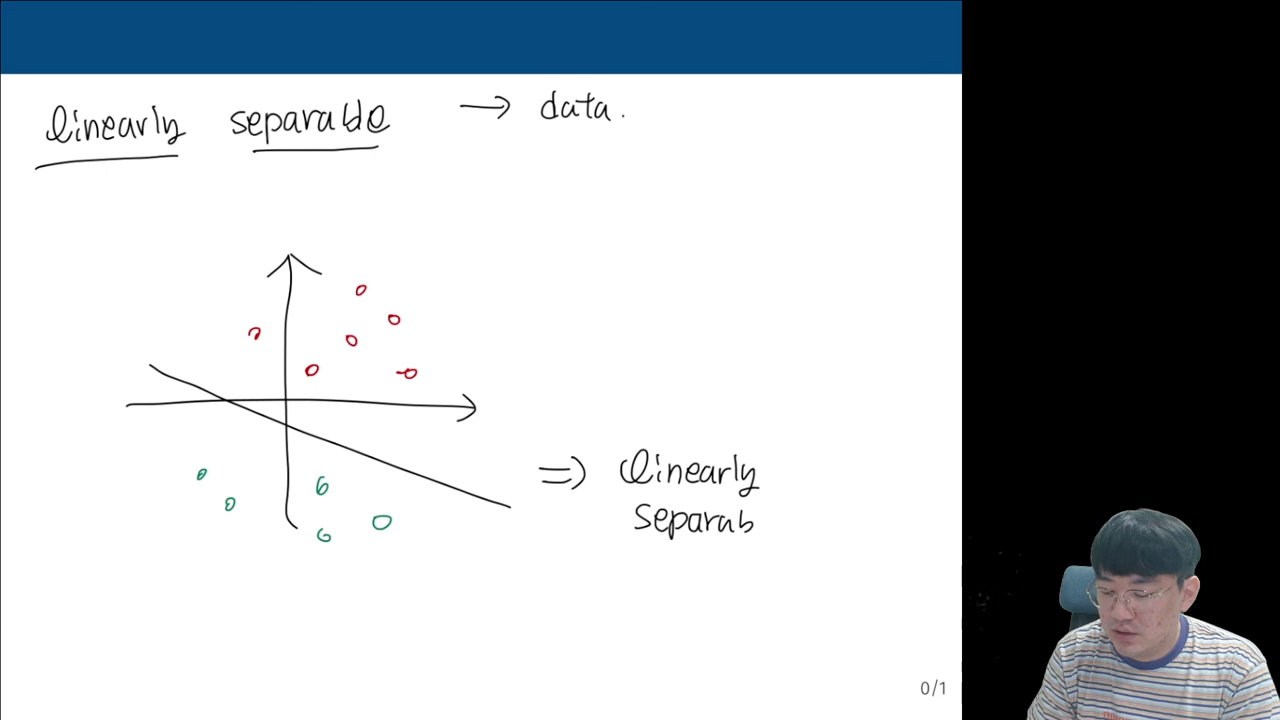 linearly separable → data.
⇒ linearly
separab
0/1